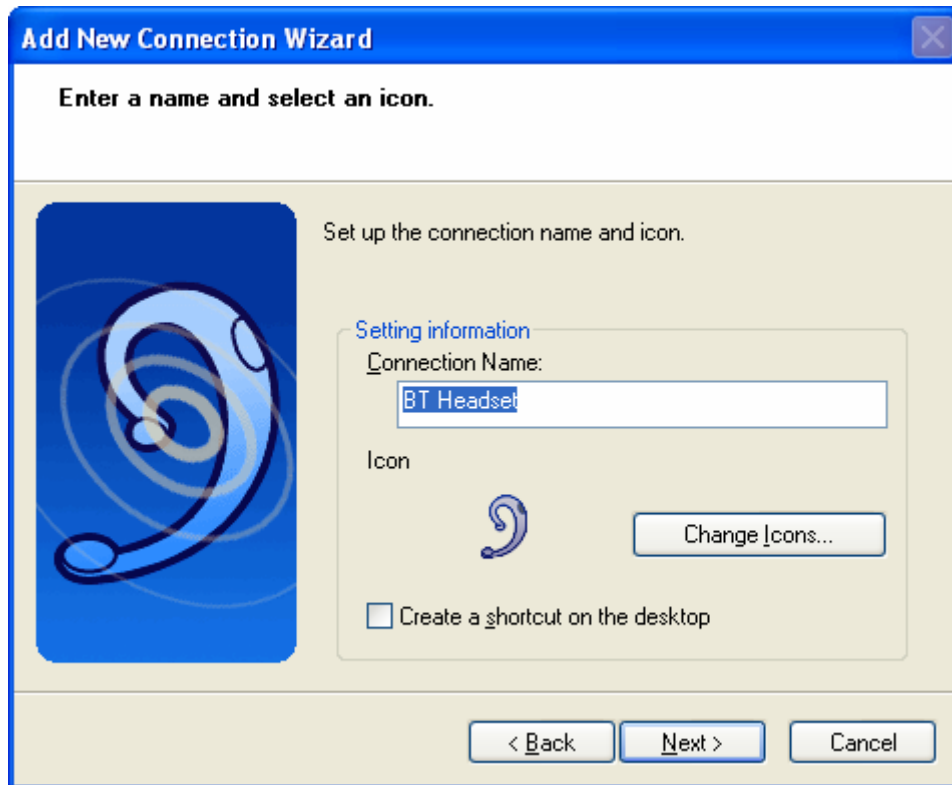 Add New Connection Wizard
Enter a name and select an icon.
Set up the connection name and icon.
Setting information
Connection Name:
BT Headset
Icon
Change Icons...
Create a shortcut on the desktop
< Back
Next >
Cancel